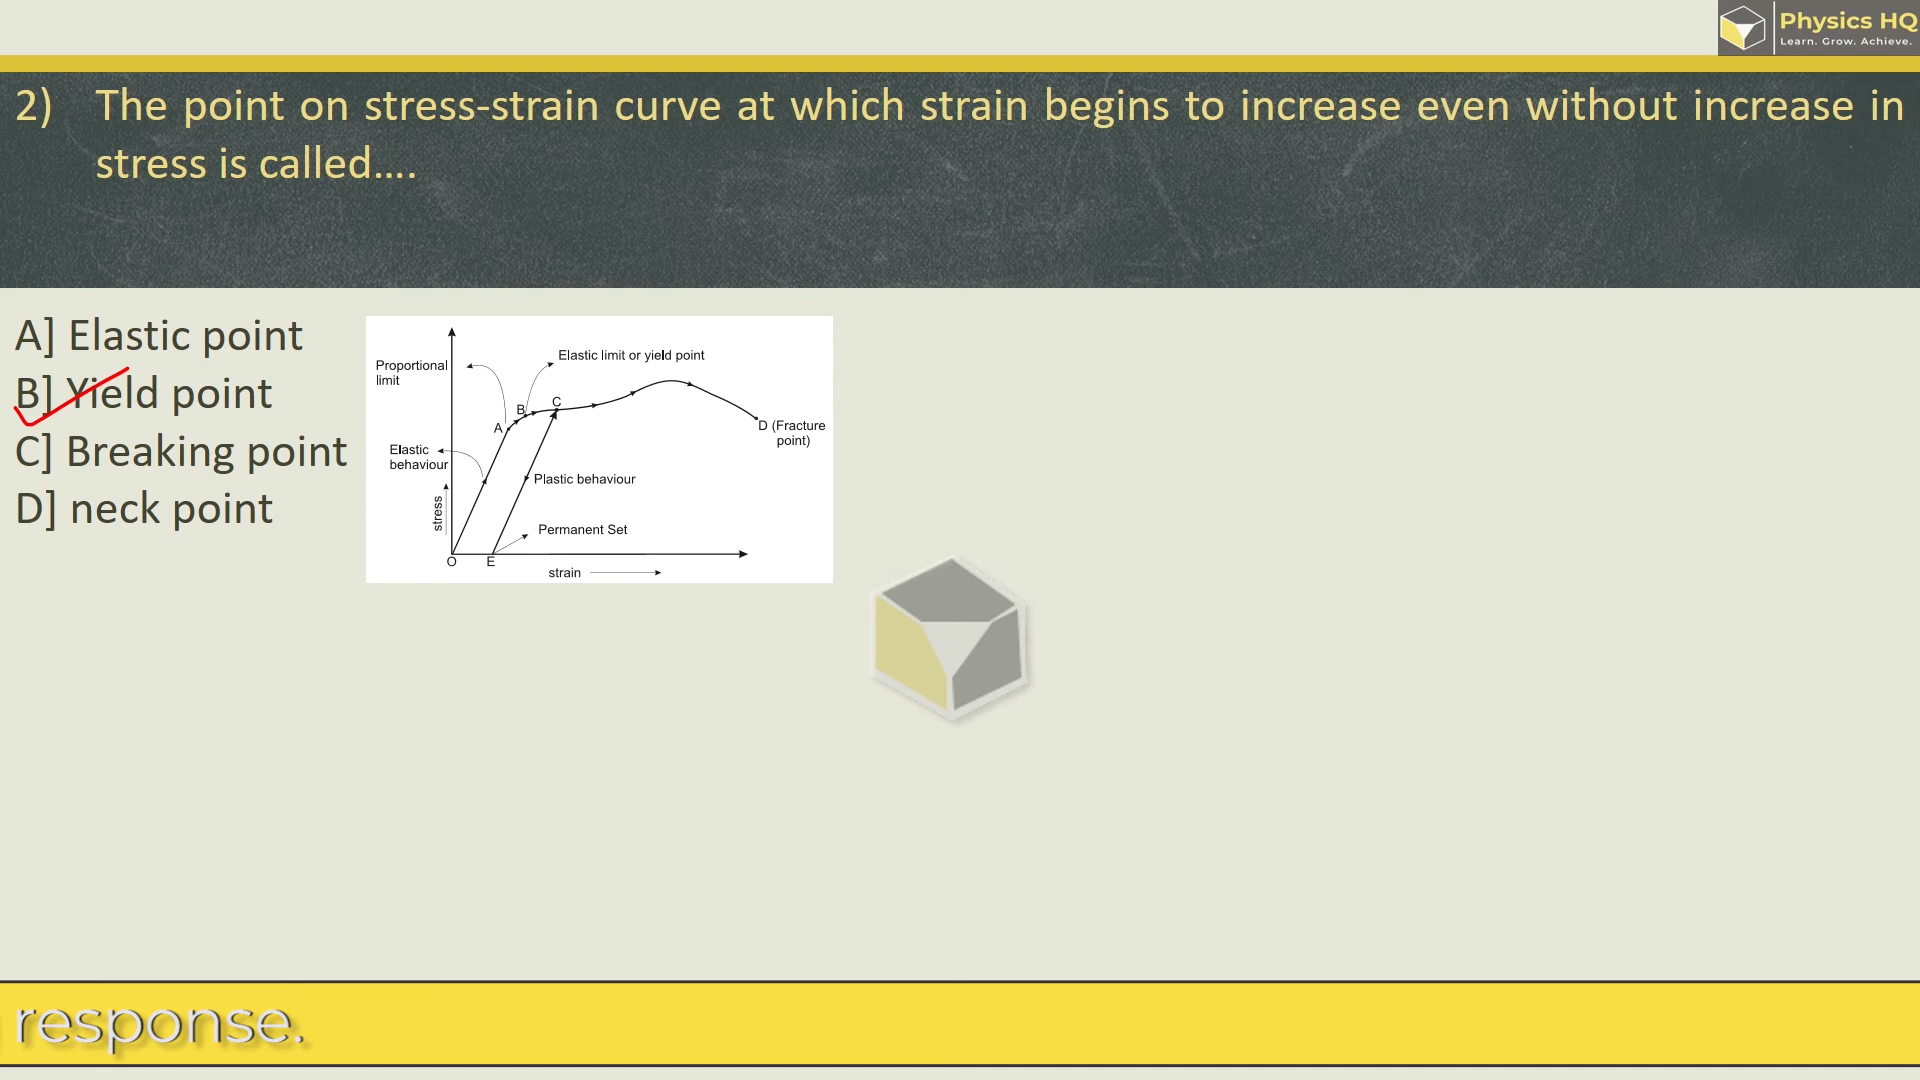 Physics HQ
Learn. Grow. Achieve.
2) The point on stress-strain curve at which strain begins to increase even without increase in
stress is called....
A] Elastic point
B] Yield point
C] Breaking point
D] neck point
Proportional
limit
Elastic limit or yield point
A
B
C
D (Fracture
point)
Elastic
behaviour
Plastic behaviour
stress
Permanent Set
O
E
strain
response.